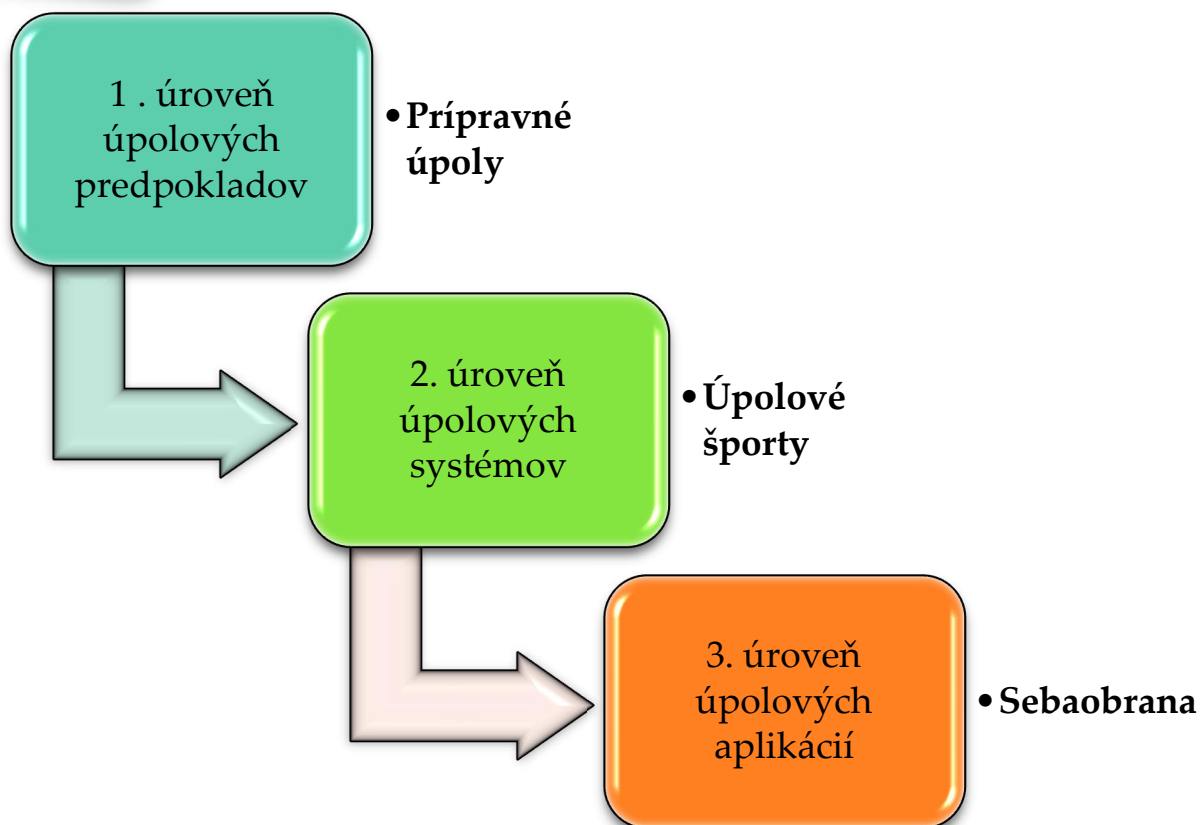 1 . úroveň
úpolových
predpokladov
•Prípravné
úpoly
2. úroveň
úpolových
systémov
•Úpolové
športy
3. úroveň
úpolových
aplikácií
•Sebaobrana